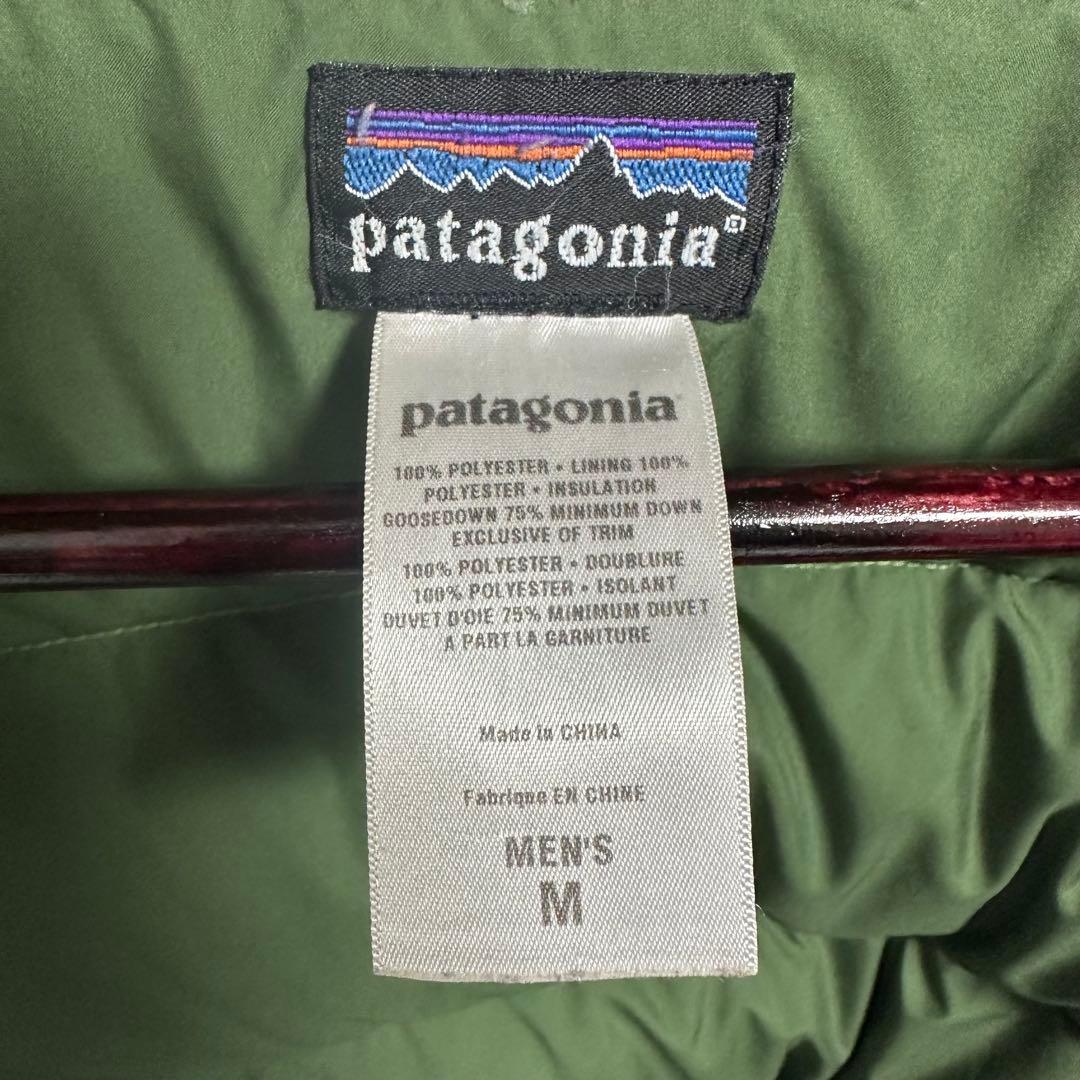 patagonia®
patagonia
100% POLYESTER • LINING 100%
POLYESTER • INSULATION
GOOSEDOWN 75% MINIMUM DOWN
EXCLUSIVE OF TRIM
100% POLYESTER • DOUBLURE
100% POLYESTER • ISOLANT
DUVET D'OIE 75% MINIMUM DUVET
A PART LA GARNITURE
Made in CHINA
Fabrique EN CHINE
MEN'S
M